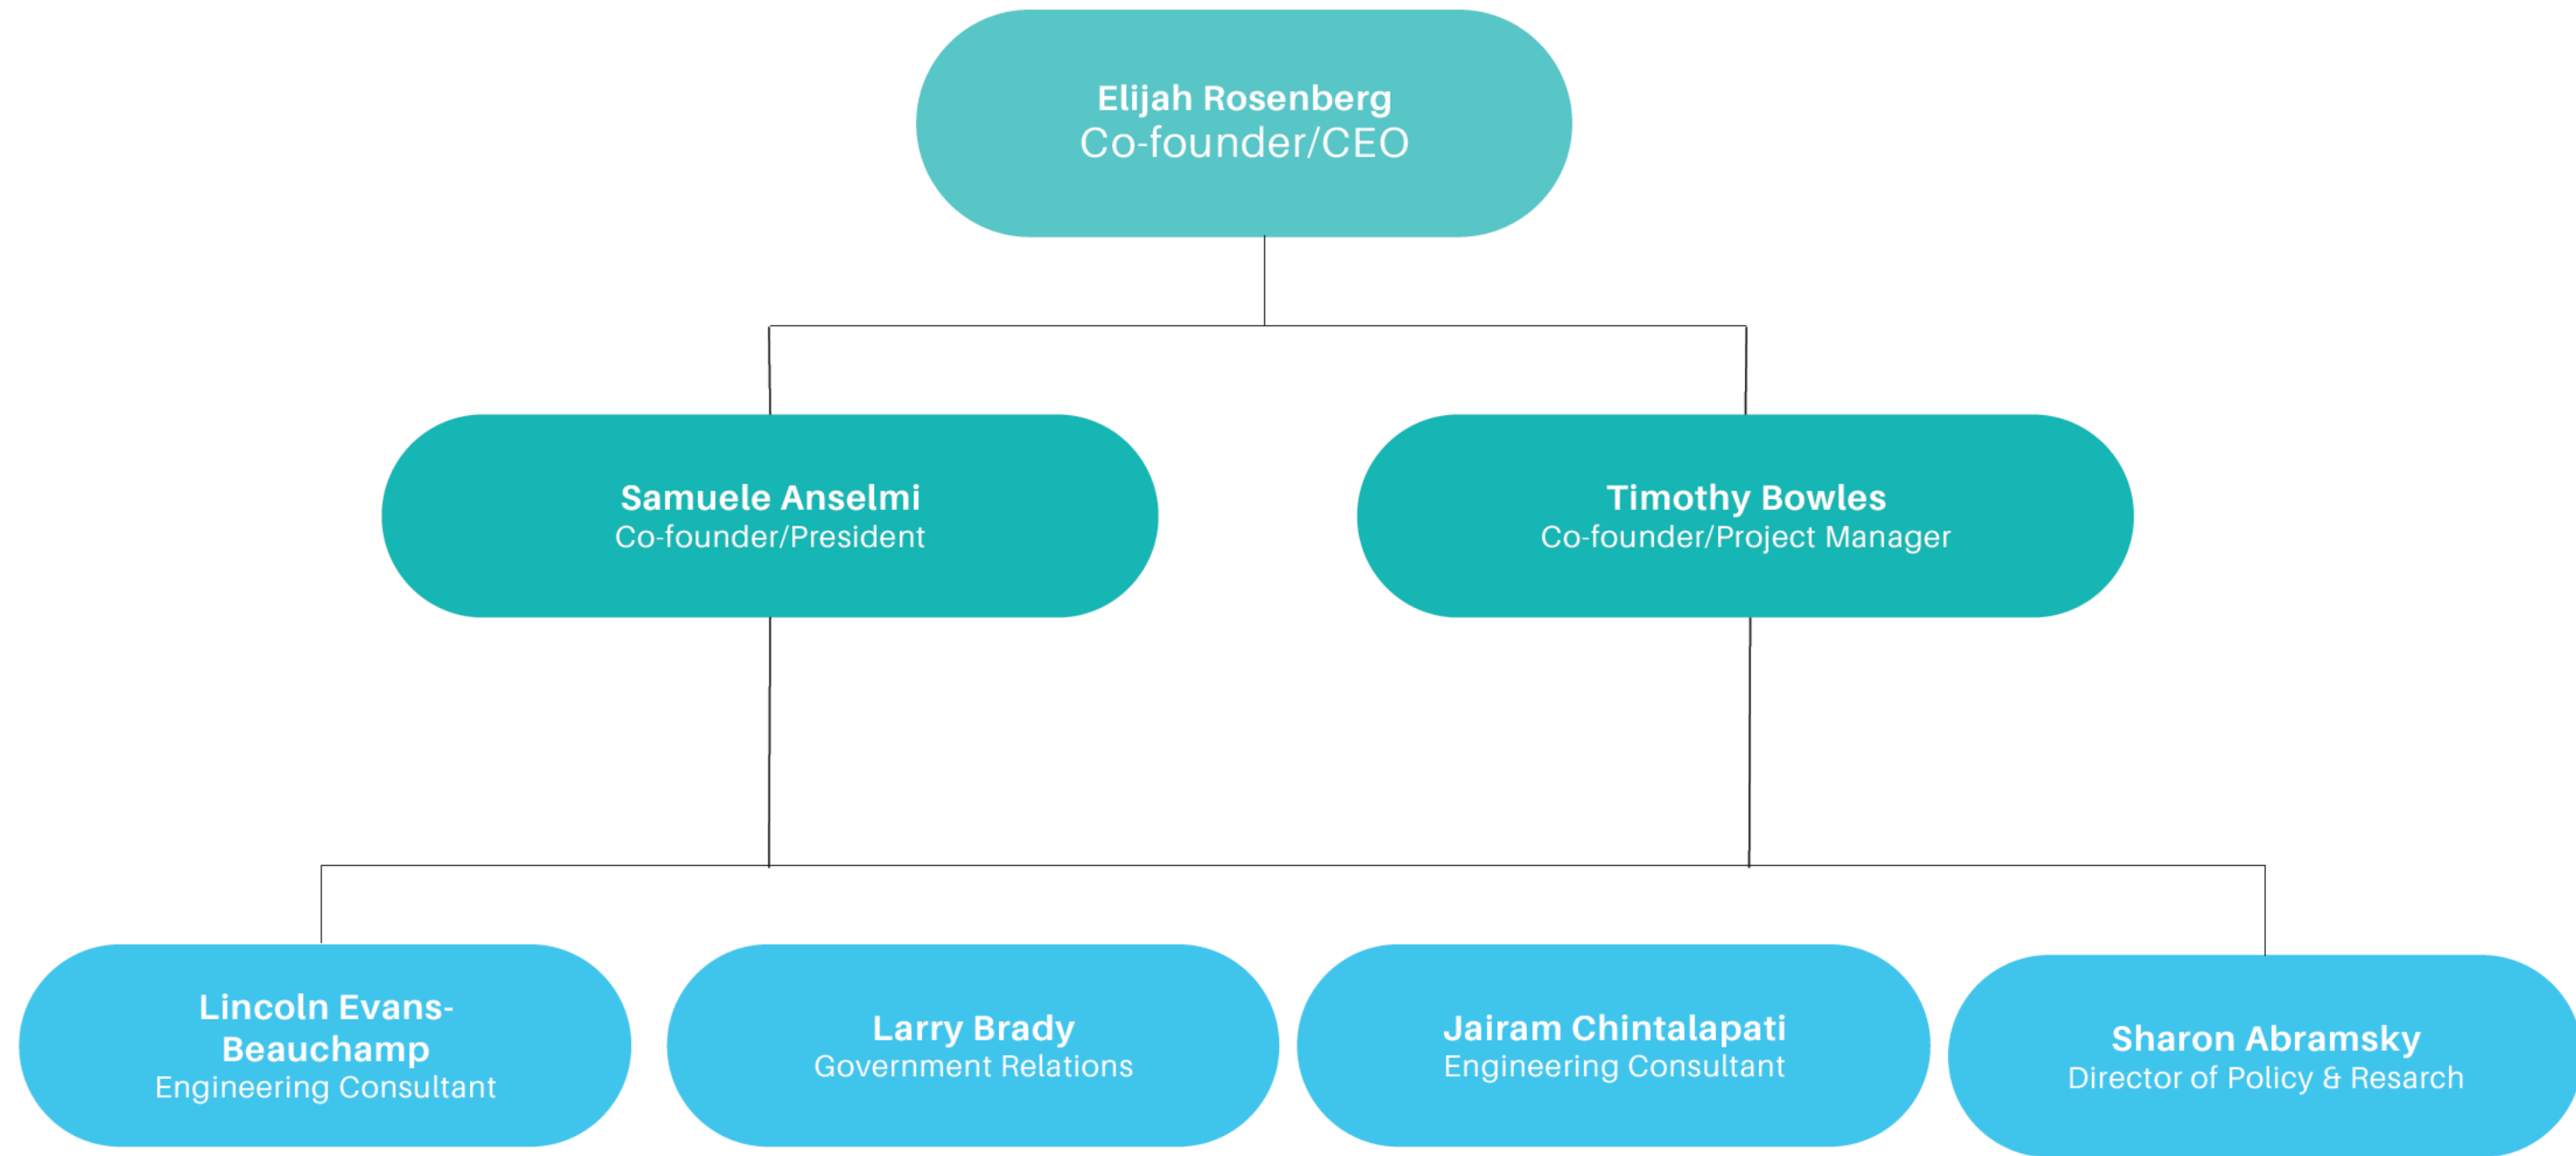 Elijah Rosenberg
Co-founder/CEO
Samuele Anselmi
Co-founder/President
Timothy Bowles
Co-founder/Project Manager
Lincoln Evans-
Beauchamp
Engineering Consultant
Larry Brady
Government Relations
Jairam Chintalapati
Engineering Consultant
Sharon Abramsky
Director of Policy & Resarch